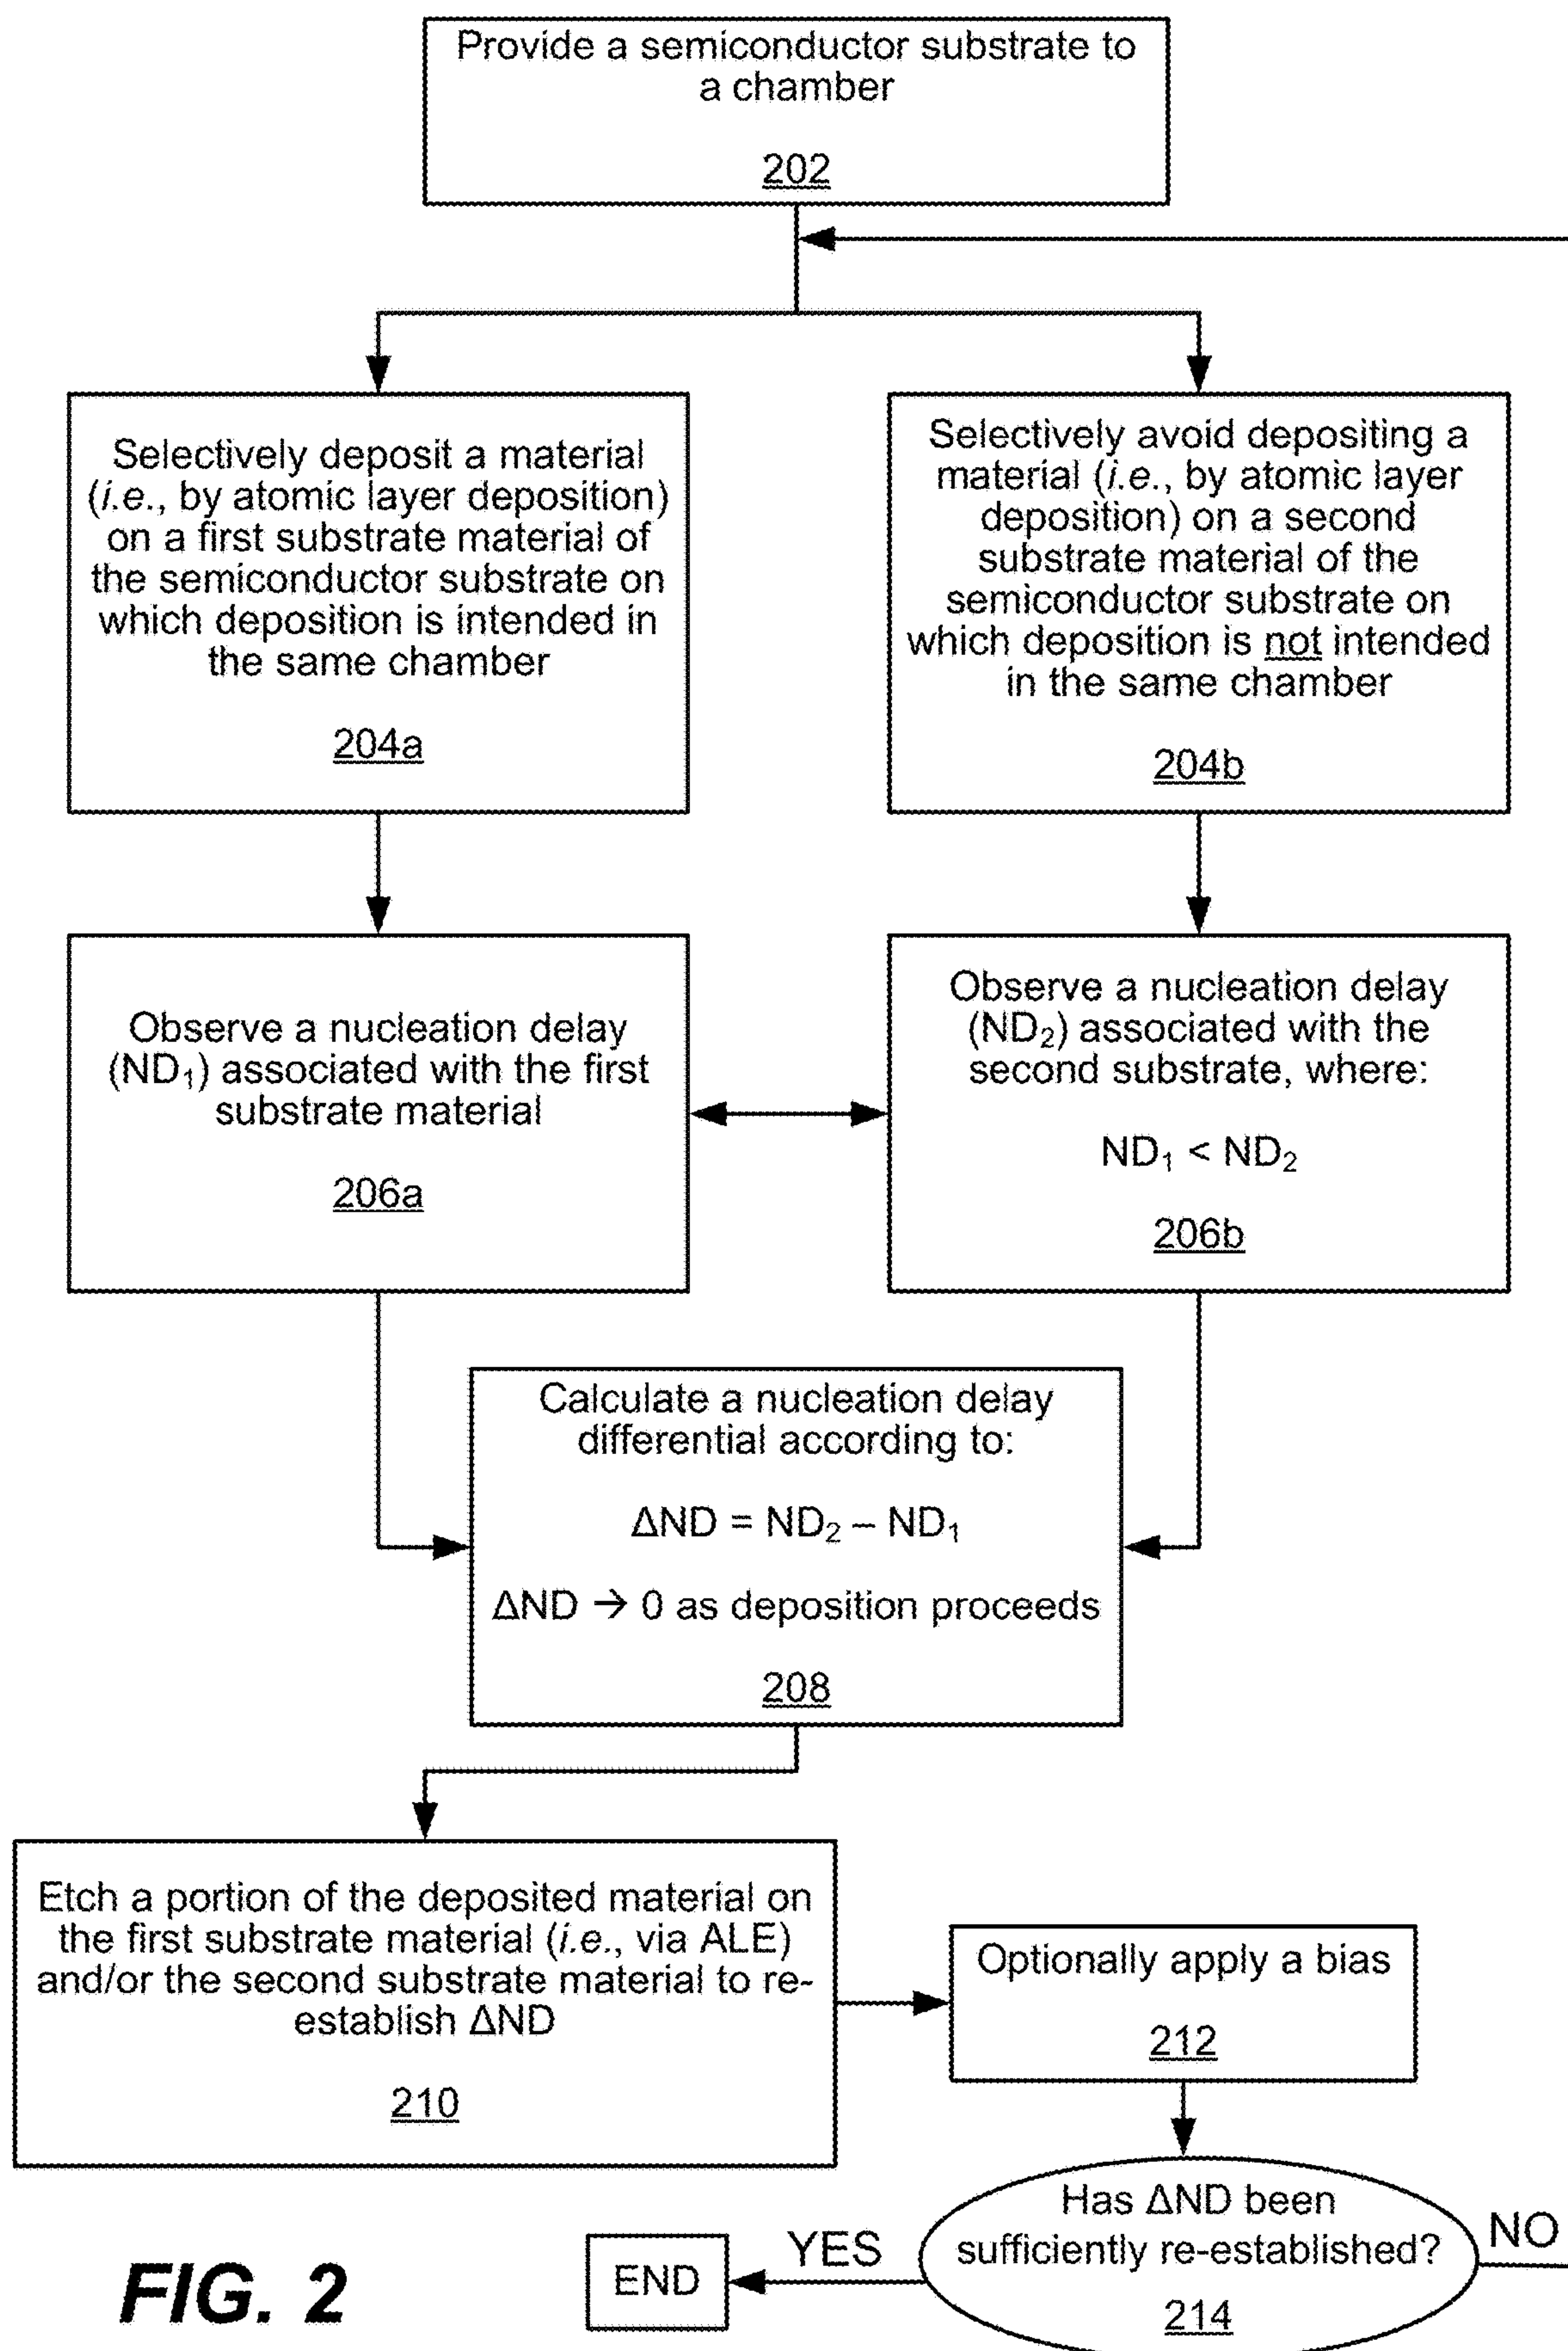 Provide a semiconductor substrate to
a chamber
202
Selectively deposit a material
(i.e., by atomic layer deposition)
on a first substrate material of
the semiconductor substrate on
which deposition is intended in
the same chamber
204a
Selectively avoid depositing a
material (i.e., by atomic layer
deposition) on a second
substrate material of the
semiconductor substrate on
which deposition is not intended
in the same chamber
204b
Observe a nucleation delay
(ND₁) associated with the first
substrate material
206a
Observe a nucleation delay
(ND₂) associated with the
second substrate, where:
ND₁ < ND₂
206b
Calculate a nucleation delay
differential according to:
ΔND = ND₂ – ND₁
ΔND → 0 as deposition proceeds
208
Etch a portion of the deposited material on
the first substrate material (i.e., via ALE)
and/or the second substrate material to re-
establish ΔND
210
Optionally apply a bias
212
Has ΔND been
sufficiently re-established?
214
NO
YES
END
FIG. 2